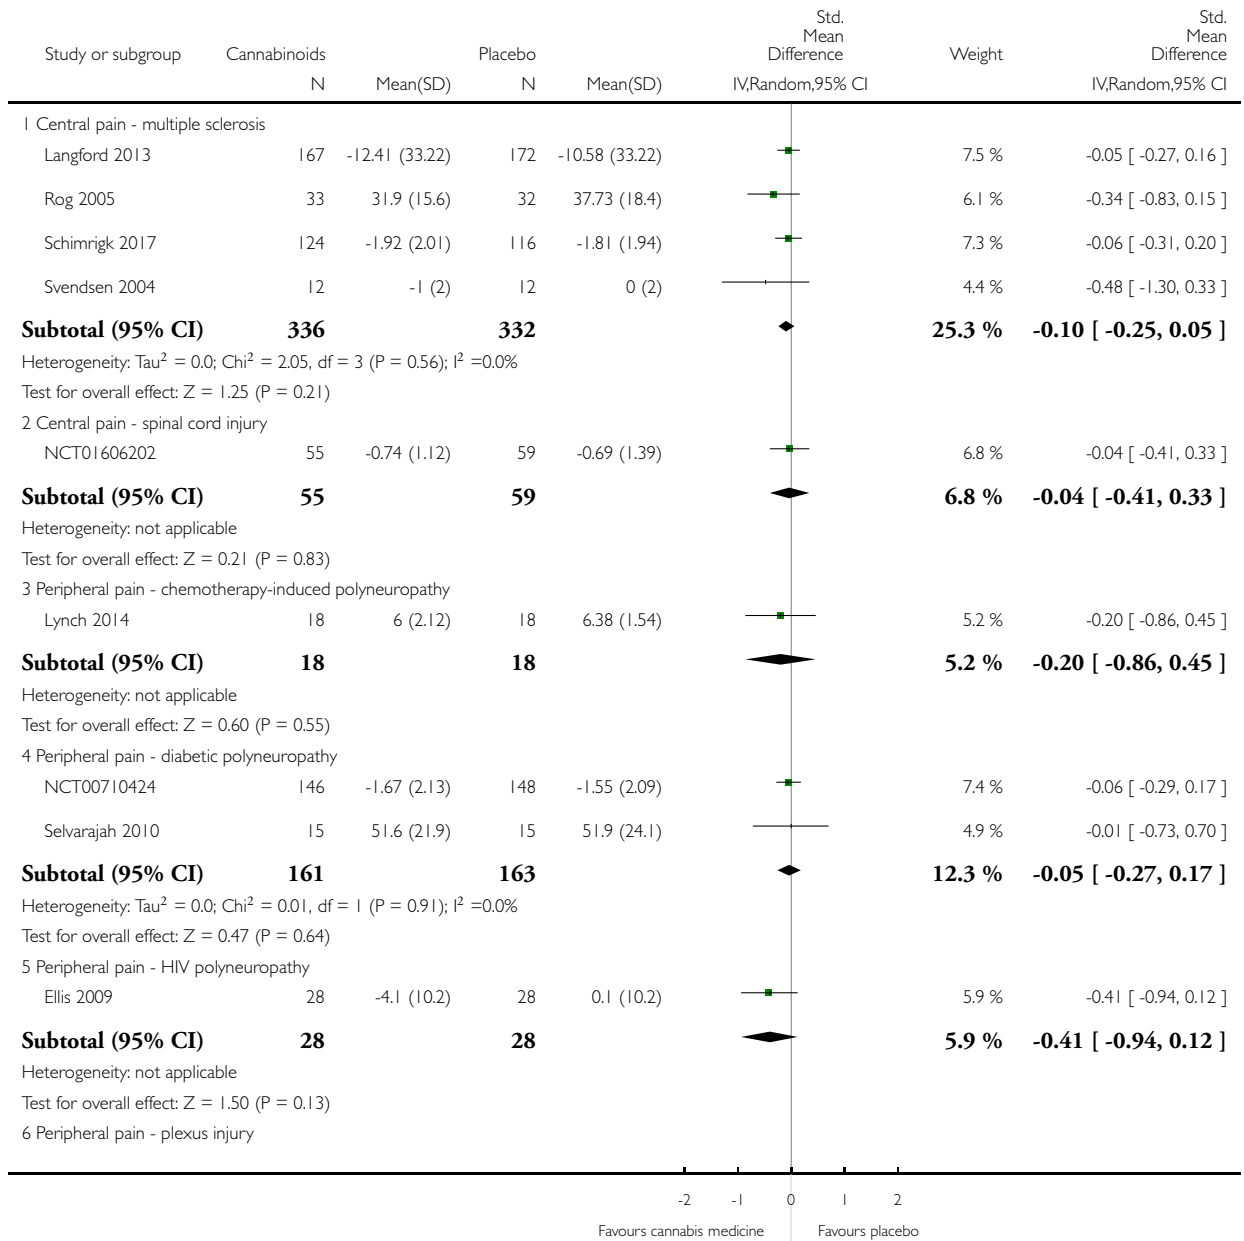 Std. Mean Difference Std. Mean Difference
Study or subgroup Cannabinoids Placebo Weight
N Mean(SD) N Mean(SD) IV,Random,95% CI IV,Random,95% CI
1 Central pain - multiple sclerosis
Langford 2013 167 -12.41 (33.22) 172 -10.58 (33.22) 7.5 % -0.05 [ -0.27, 0.16 ]
Rog 2005 33 31.9 (15.6) 32 37.73 (18.4) 6.1 % -0.34 [ -0.83, 0.15 ]
Schimrigk 2017 124 -1.92 (2.01) 116 -1.81 (1.94) 7.3 % -0.06 [ -0.31, 0.20 ]
Svendsen 2004 12 -1 (2) 12 0 (2) 4.4 % -0.48 [ -1.30, 0.33 ]
Subtotal (95% CI) 336 332 25.3 % -0.10 [ -0.25, 0.05 ]
Heterogeneity: Tau² = 0.0; Chi² = 2.05, df = 3 (P = 0.56); I² =0.0%
Test for overall effect: Z = 1.25 (P = 0.21)
2 Central pain - spinal cord injury
NCT01606202 55 -0.74 (1.12) 59 -0.69 (1.39) 6.8 % -0.04 [ -0.41, 0.33 ]
Subtotal (95% CI) 55 59 6.8 % -0.04 [ -0.41, 0.33 ]
Heterogeneity: not applicable
Test for overall effect: Z = 0.21 (P = 0.83)
3 Peripheral pain - chemotherapy-induced polyneuropathy
Lynch 2014 18 6 (2.12) 18 6.38 (1.54) 5.2 % -0.20 [ -0.86, 0.45 ]
Subtotal (95% CI) 18 18 5.2 % -0.20 [ -0.86, 0.45 ]
Heterogeneity: not applicable
Test for overall effect: Z = 0.60 (P = 0.55)
4 Peripheral pain - diabetic polyneuropathy
NCT00710424 146 -1.67 (2.13) 148 -1.55 (2.09) 7.4 % -0.06 [ -0.29, 0.17 ]
Selvarajah 2010 15 51.6 (21.9) 15 51.9 (24.1) 4.9 % -0.01 [ -0.73, 0.70 ]
Subtotal (95% CI) 161 163 12.3 % -0.05 [ -0.27, 0.17 ]
Heterogeneity: Tau² = 0.0; Chi² = 0.01, df = 1 (P = 0.91); I² =0.0%
Test for overall effect: Z = 0.47 (P = 0.64)
5 Peripheral pain - HIV polyneuropathy
Ellis 2009 28 -4.1 (10.2) 28 0.1 (10.2) 5.9 % -0.41 [ -0.94, 0.12 ]
Subtotal (95% CI) 28 28 5.9 % -0.41 [ -0.94, 0.12 ]
Heterogeneity: not applicable
Test for overall effect: Z = 1.50 (P = 0.13)
6 Peripheral pain - plexus injury
-2 -1 0 1 2
Favours cannabis medicine Favours placebo